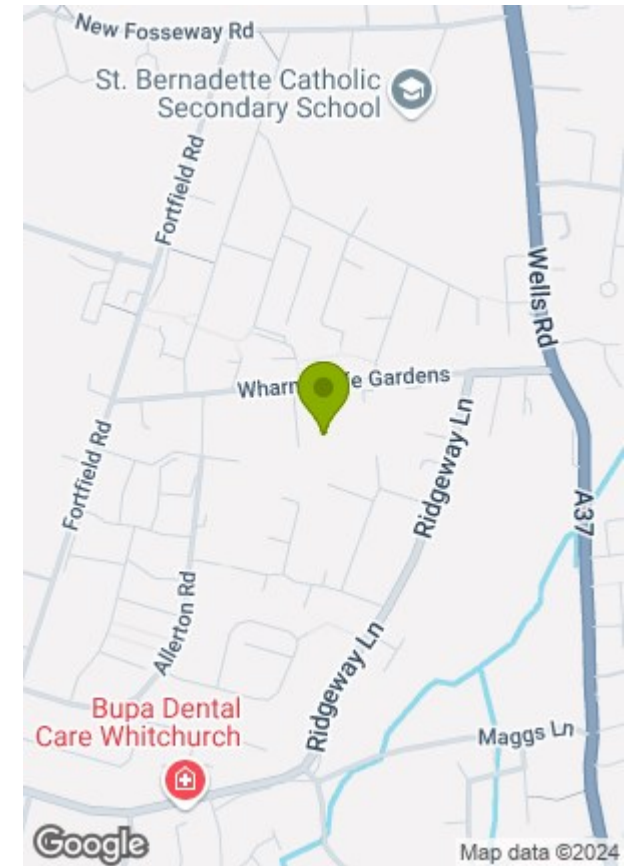 New Fosseway Rd
St. Bernadette Catholic
Secondary School
Fortfield Rd
Wells Rd
Gardens
Ridgeway Ln
Fortfield Rd
A37
Allerton Rd
Ridgeway Ln
Bupa Dental
Care Whitchurch
Maggs Ln
Google
Map data ©2024